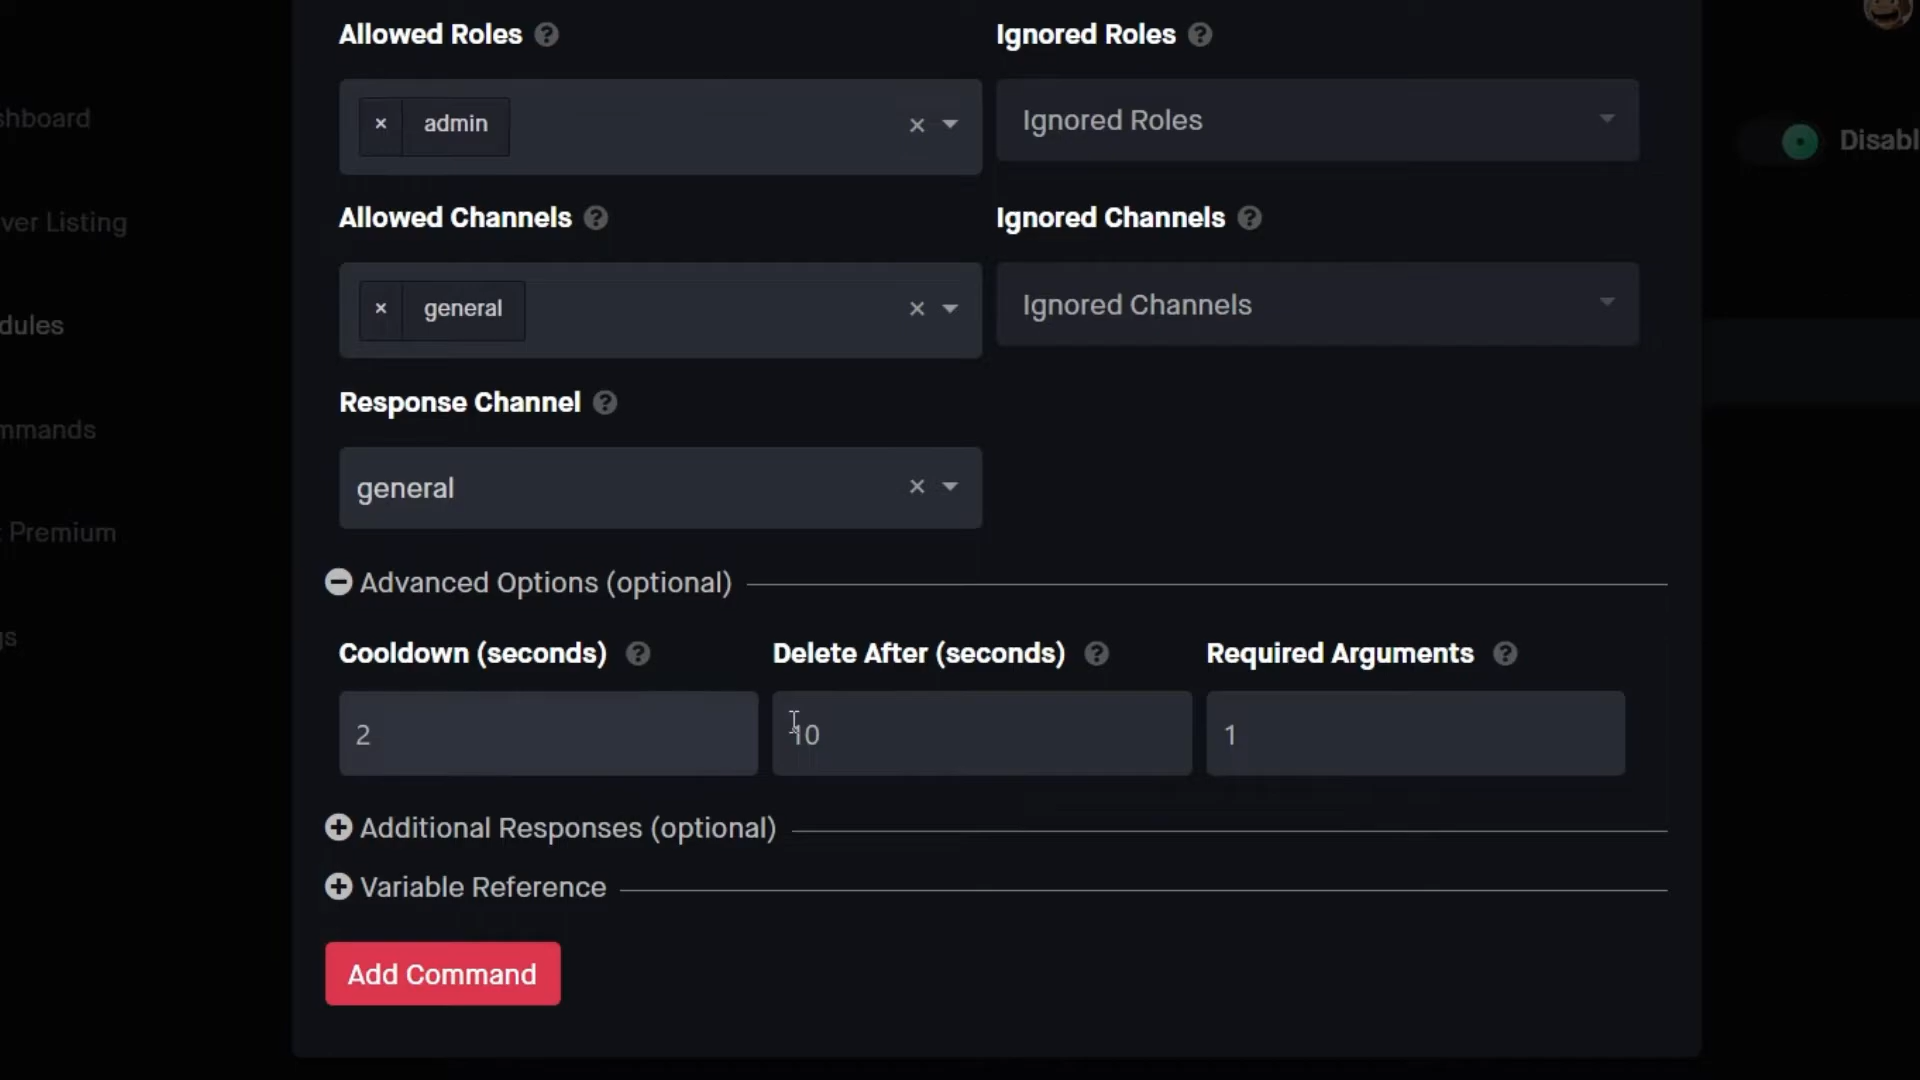 Allowed Roles ?
Ignored Roles ?
× admin
Ignored Roles
shboard
Disabl
ver Listing
Allowed Channels ?
Ignored Channels ?
× general
Ignored Channels
dules
Response Channel ?
mmands
general
t Premium
Advanced Options (optional)
gs
Cooldown (seconds) ?
Delete After (seconds) ?
Required Arguments ?
2
10
1
Additional Responses (optional)
Variable Reference
Add Command